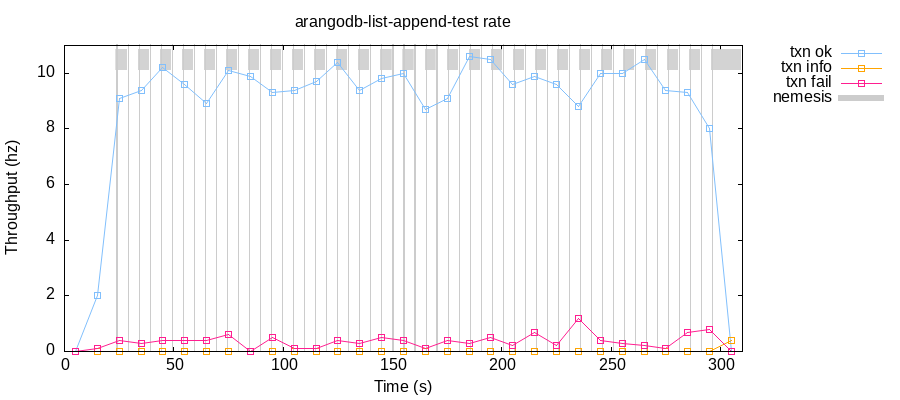 arangodb-list-append-test rate
txn ok
txn info
txn fail
nemesis
Throughput (hz)
10
8
6
4
2
0
0 50 100 150 200 250 300
Time (s)